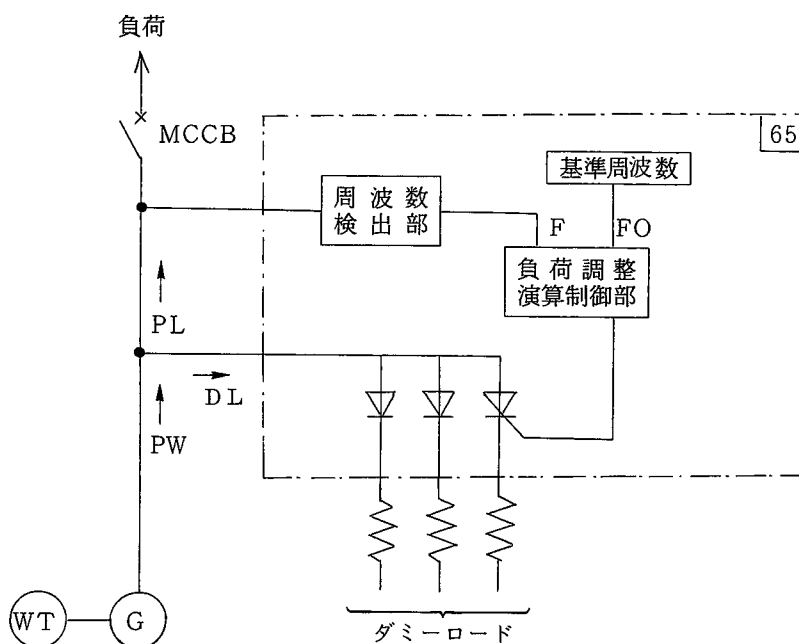 負荷
MCCB
65
基準周波数
周波数
検出部
F
FO
負荷調整
演算制御部
PL
DL
PW
WT
G
ダミーロード